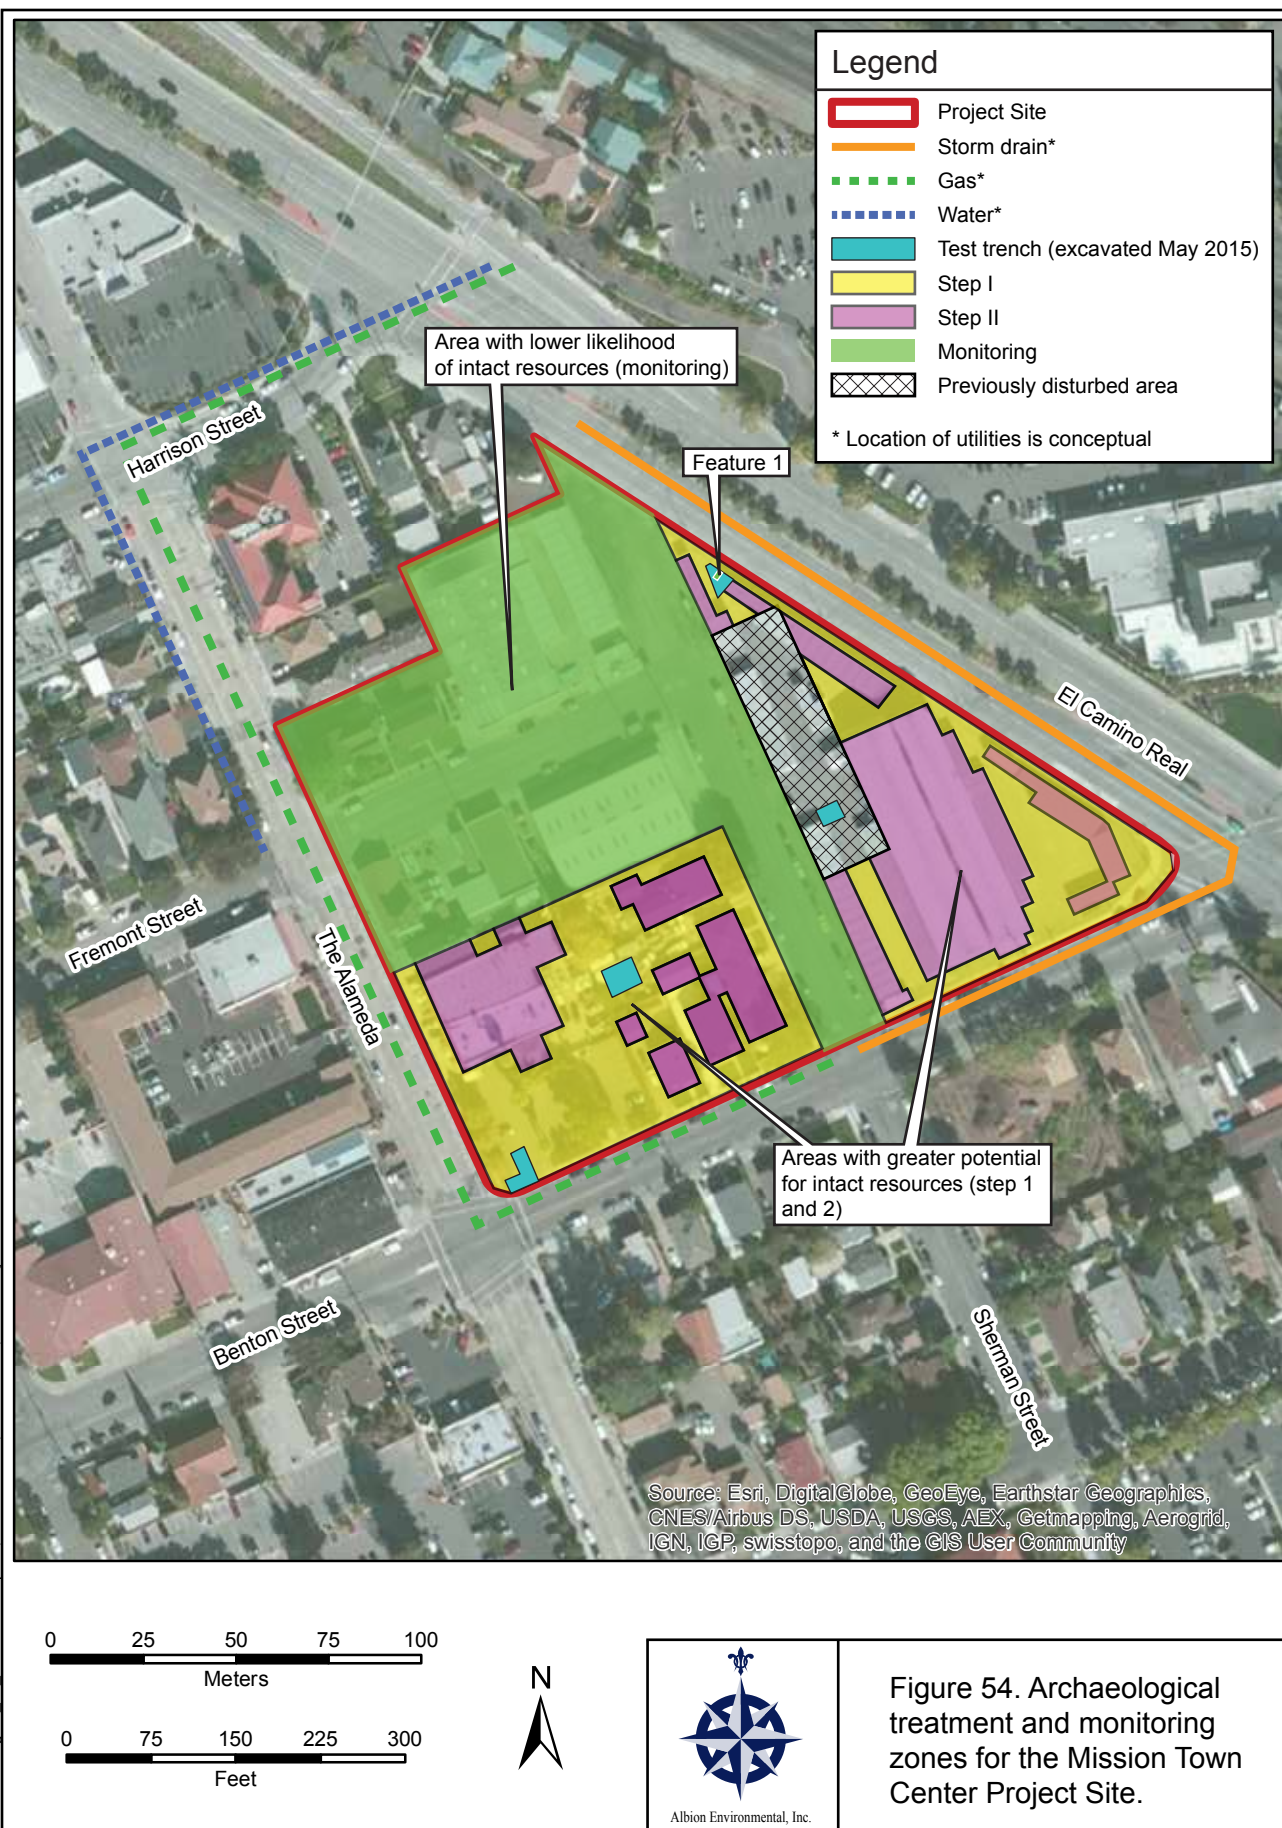 Legend
Project Site
Storm drain*
Gas*
Water*
Test trench (excavated May 2015)
Step I
Step II
Monitoring
Previously disturbed area
* Location of utilities is conceptual
Area with lower likelihood
of intact resources (monitoring)
Feature 1
Harrison Street
El Camino Real
Fremont Street
The Alameda
Areas with greater potential
for intact resources (step 1
and 2)
Benton Street
Sherman Street
Source: Esri, DigitalGlobe, GeoEye, Earthstar Geographics,
CNES/Airbus DS, USDA, USGS, AEX, Getmapping, Aerogrid,
IGN, IGP, swisstopo, and the GIS User Community
0 25 50 75 100
Meters
0 75 150 225 300
Feet
N
Albion Environmental, Inc.
Figure 54. Archaeological
treatment and monitoring
zones for the Mission Town
Center Project Site.